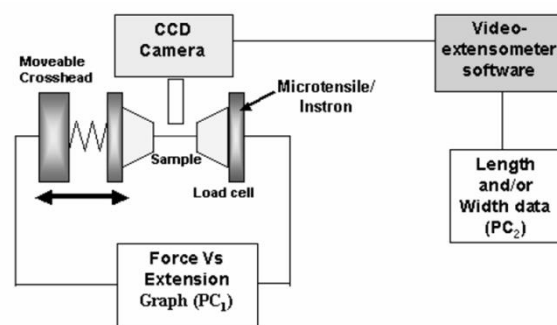 CCD
Camera
Video-
extensometer
software
Moveable
Crosshead
Microtensile/
Instron
Sample
Load cell
Length
and/or
Width data
(PC₂)
Force Vs
Extension
Graph (PC₁)